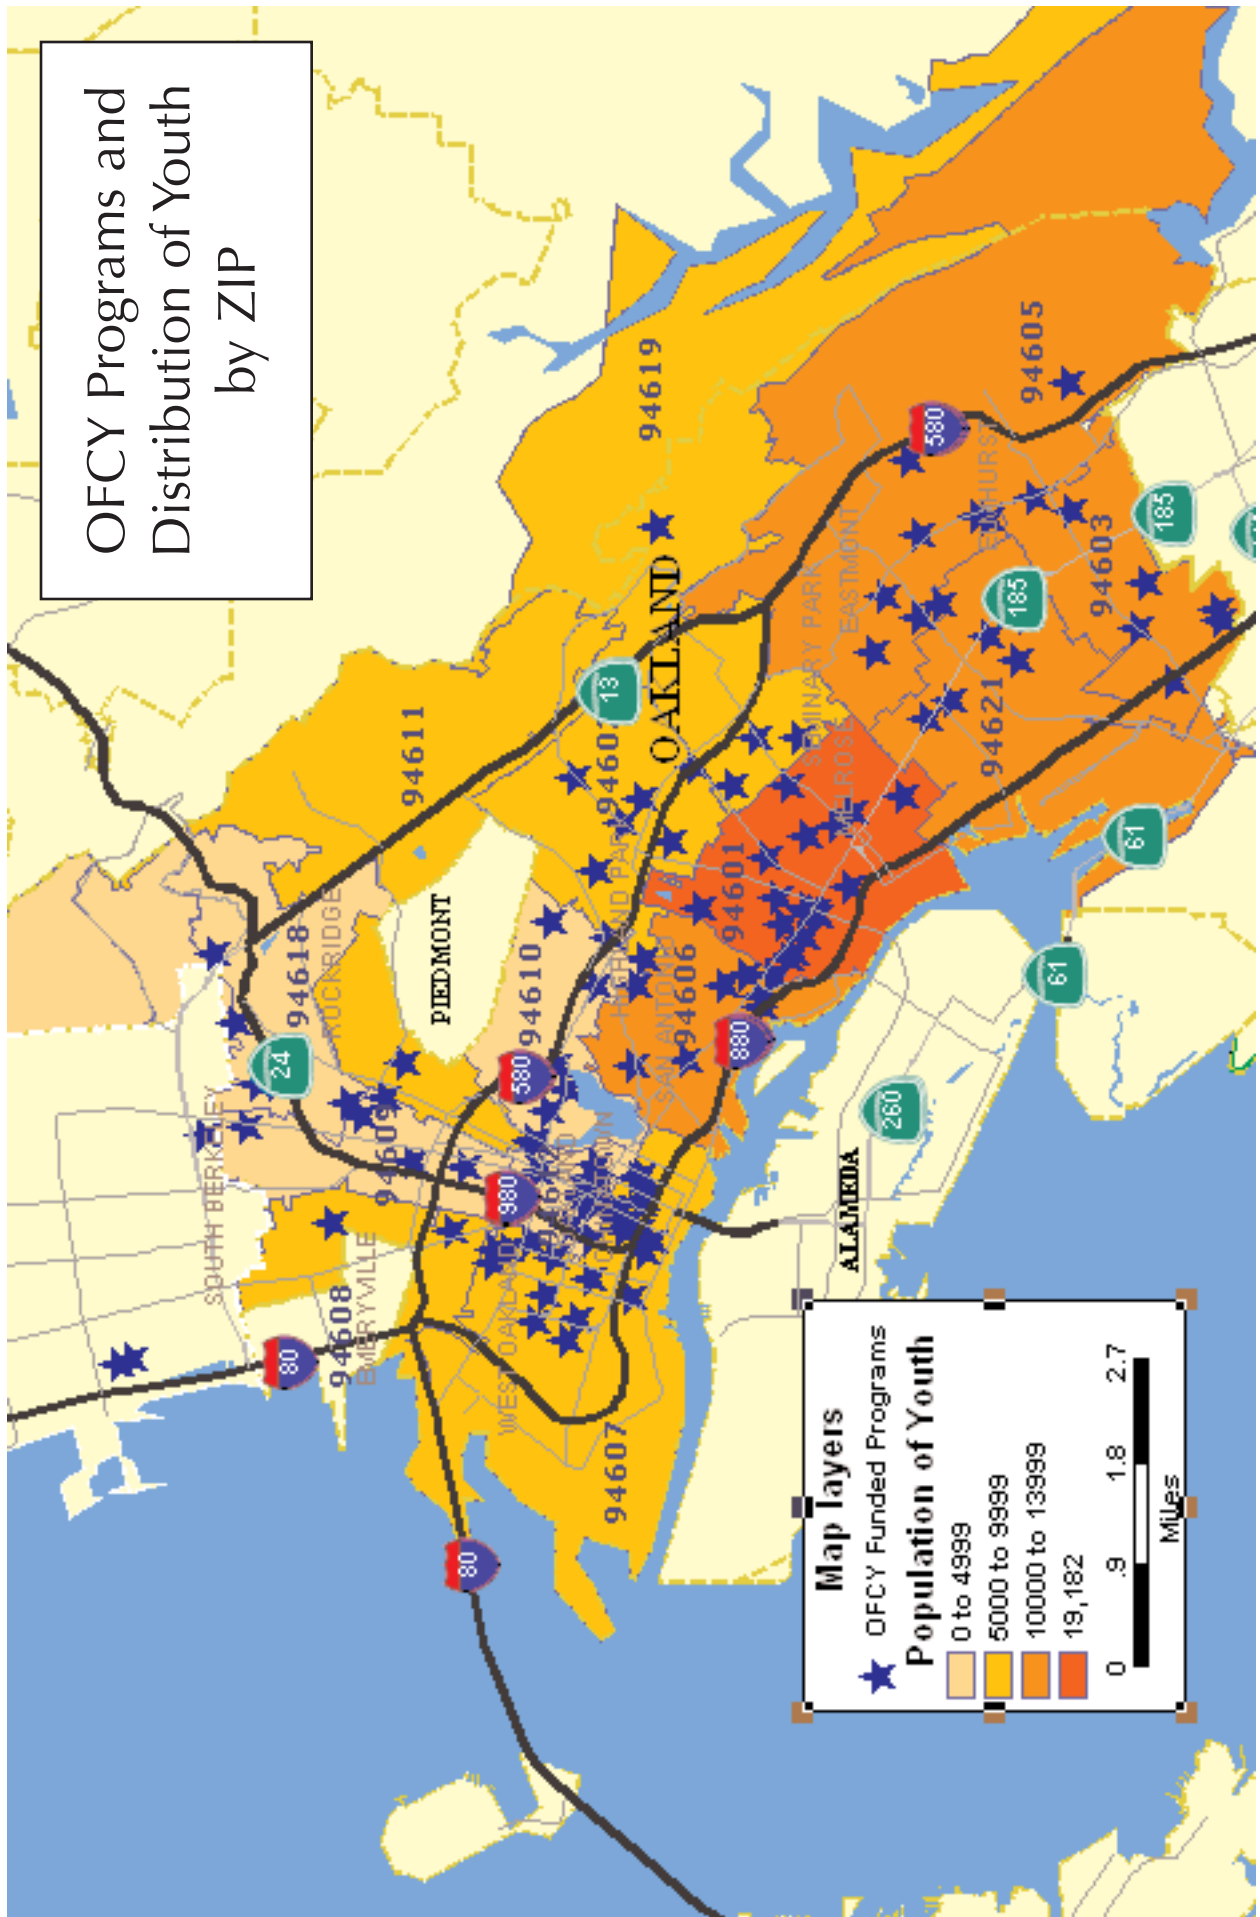 OFCY Programs and
Distribution of Youth
by ZIP
SOUTH BERKELEY
24
94618
ROCKRIDGE
80
94608
EMERYVILLE
94609
94611
PIEDMONT
580
94610
980
WEST OAKLAND
80
94607
13
OAKLAND
94619
HIGHLAND PARK
SAN ANTONIO
94606
94601
880
MELROSE
SEMINARY PARK
EASTMONT
580
94605
94621
185
94603
185
61
61
260
ALAMEDA
Map layers
OFCY Funded Programs
Population of Youth
0 to 4999
5000 to 9999
10000 to 13999
19,182
0 .9 1.8 2.7
Miles